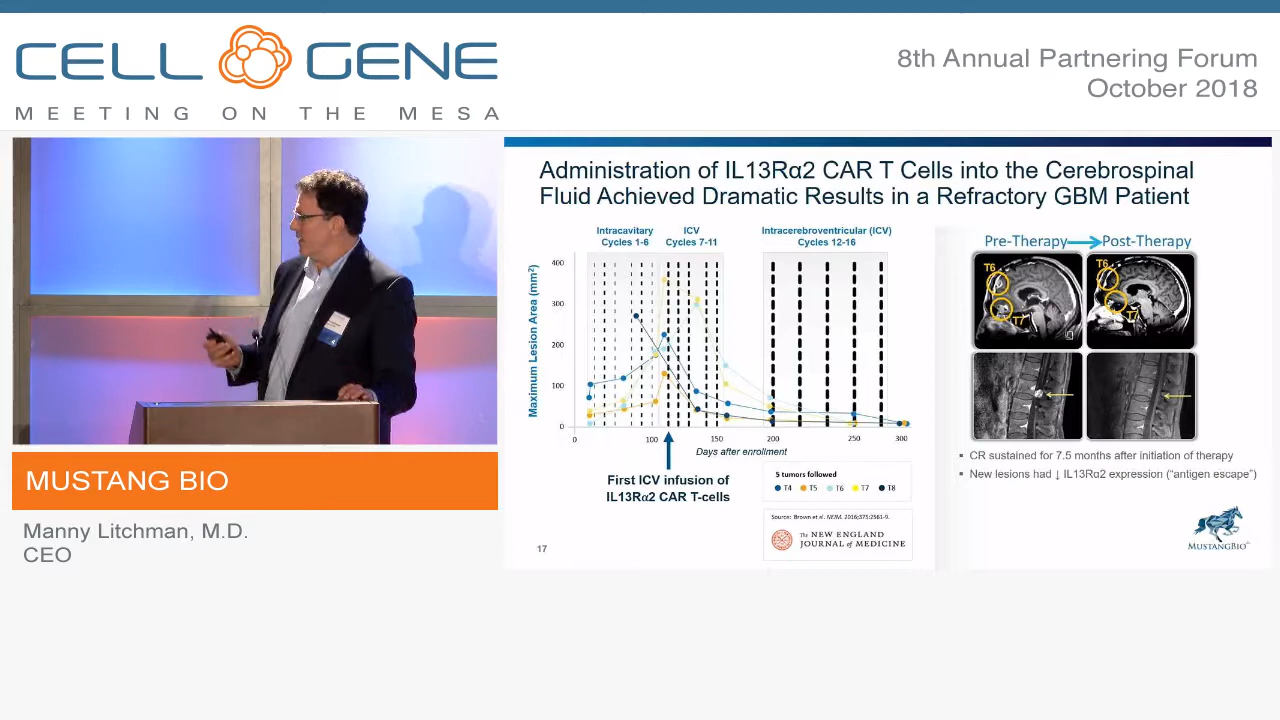 CELL GENE
MEETING ON THE MESA
8th Annual Partnering Forum
October 2018
MUSTANG BIO
Manny Litchman, M.D.
CEO
Administration of IL13Rα2 CAR T Cells into the Cerebrospinal
Fluid Achieved Dramatic Results in a Refractory GBM Patient
Intracavitary
Cycles 1-6
ICV
Cycles 7-11
Intracerebroventricular (ICV)
Cycles 12-16
Maximum Lesion Area (mm²)
400
300
200
100
0
0
100
150
200
250
300
Days after enrollment
First ICV infusion of
IL13Rα2 CAR T-cells
5 tumors followed
T4 T5 T6 T7 T8
Source: Brown et al. NEJM. 2016;375:2561-9.
The NEW ENGLAND
JOURNAL of MEDICINE
17
Pre-Therapy Post-Therapy
T6
T7
T6
T7
▪ CR sustained for 7.5 months after initiation of therapy
▪ New lesions had ↓ IL13Rα2 expression (“antigen escape”)
MUSTANGBIO